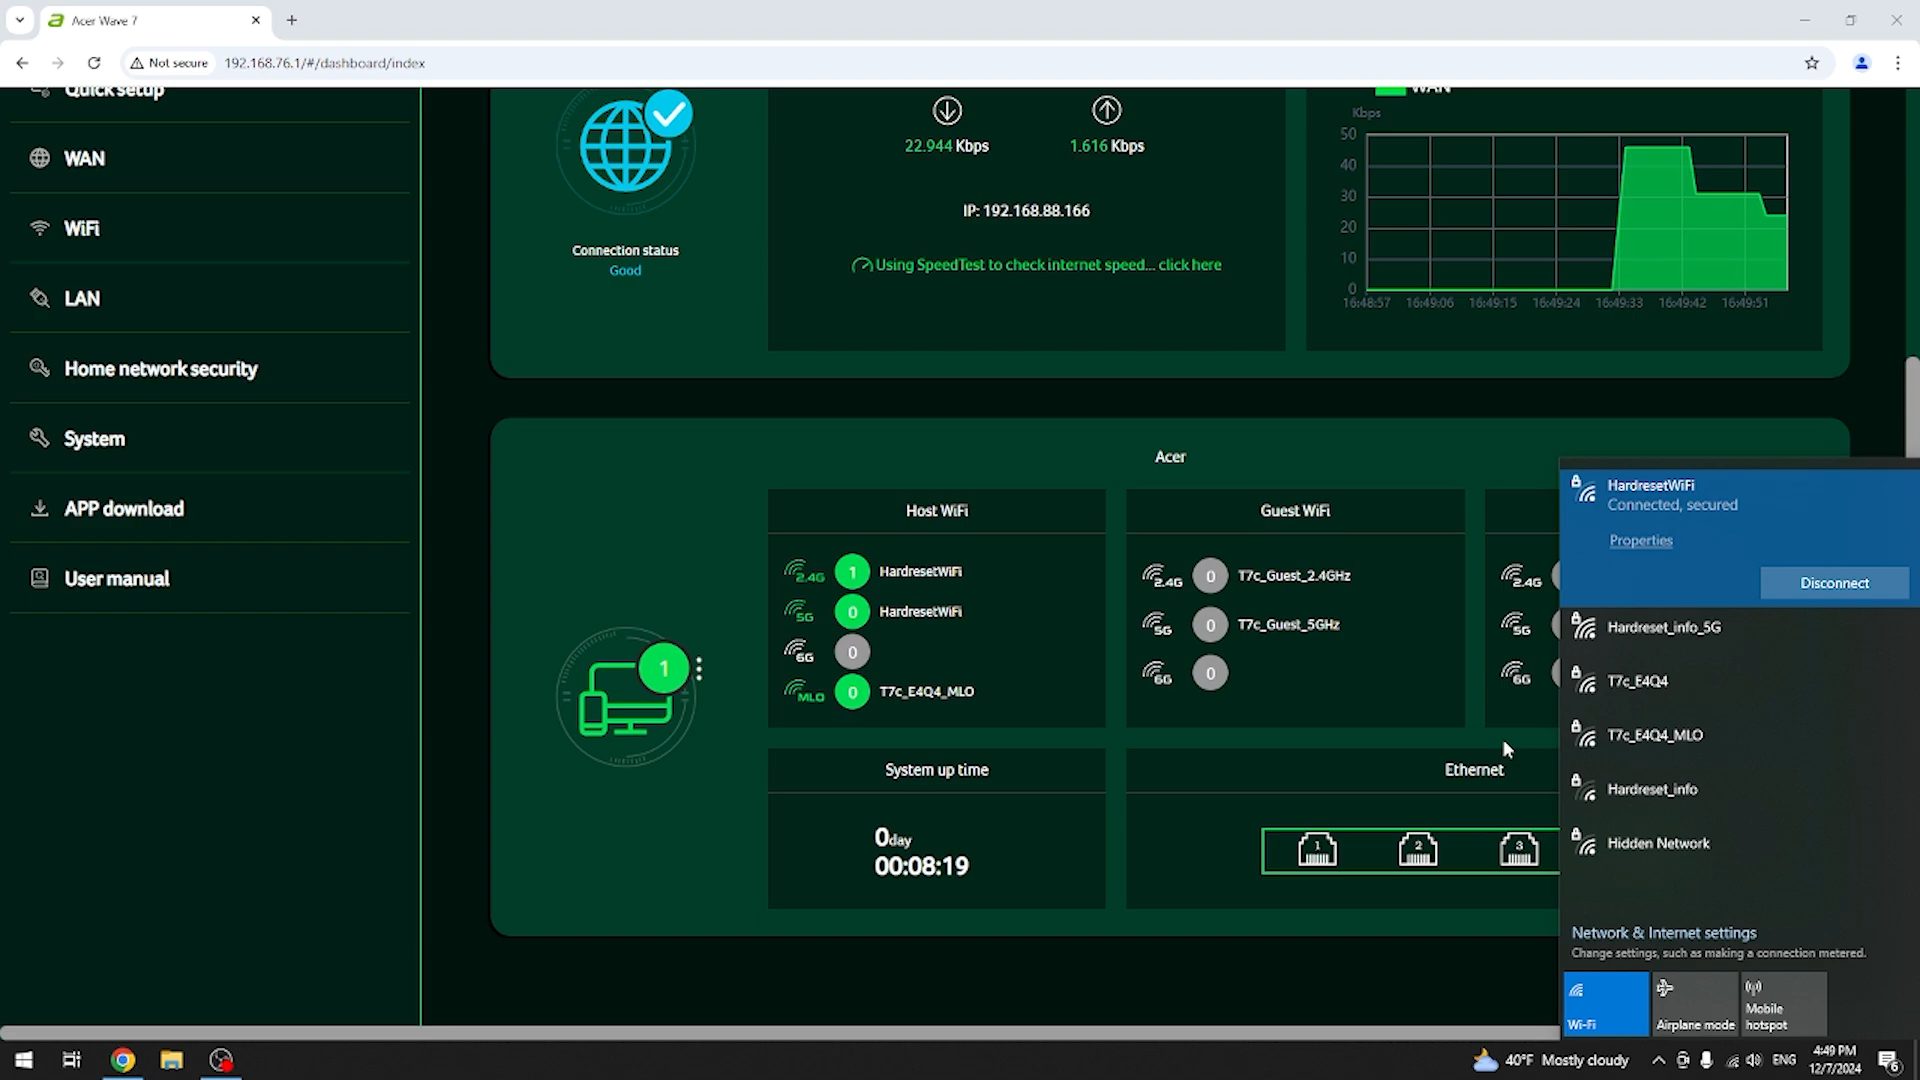 Acer Wave 7
Not secure
192.168.76.1/#/dashboard/index
Quick setup
WAN
WiFi
LAN
Home network security
System
APP download
User manual
Connection status
Good
22.944 Kbps
1.616 Kbps
IP: 192.168.88.166
Using SpeedTest to check internet speed... click here
WAN
Kbps
50
40
30
20
10
0
16:48:57 16:49:06 16:49:15 16:49:24 16:49:33 16:49:42 16:49:51
Acer
1
Host WiFi
2.4G 1 HardresetWiFi
5G 0 HardresetWiFi
6G 0
MLO 0 T7c_E4Q4_MLO
Guest WiFi
2.4G 0 T7c_Guest_2.4GHz
5G 0 T7c_Guest_5GHz
6G 0
2.4G
5G
6G
System up time
0day
00:08:19
Ethernet
1 2 3
HardresetWiFi
Connected, secured
Properties
Disconnect
Hardreset_info_5G
T7c_E4Q4
T7c_E4Q4_MLO
Hardreset_info
Hidden Network
Network & Internet settings
Change settings, such as making a connection metered.
Wi-Fi
Airplane mode
Mobile
hotspot
40°F Mostly cloudy
ENG
4:49 PM
12/7/2024
6